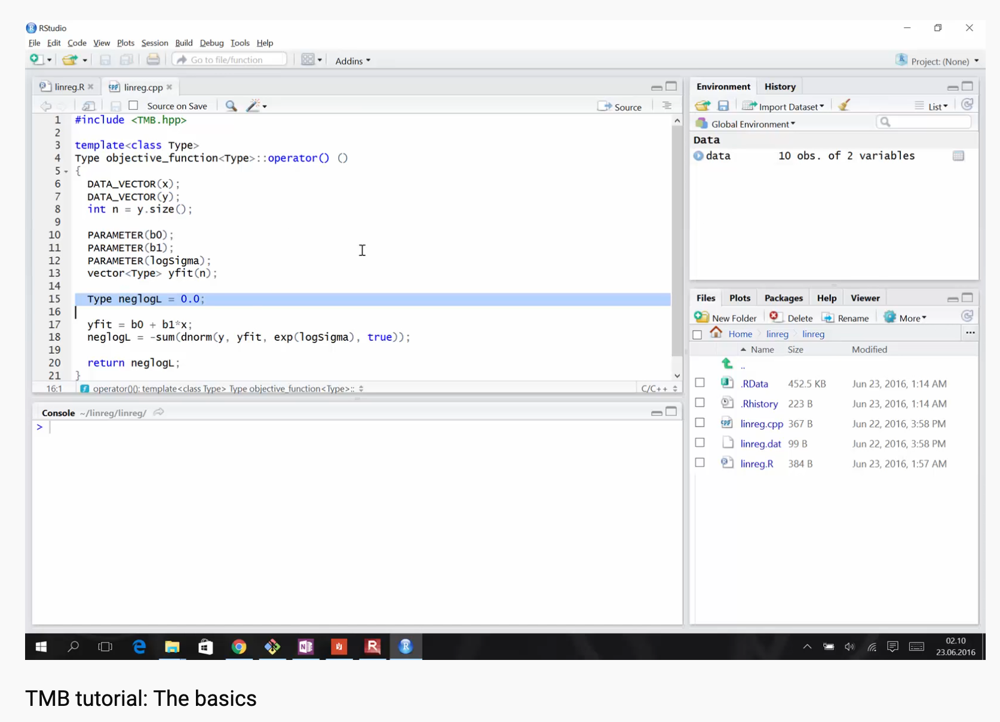 RStudio
File Edit Code View Plots Session Build Debug Tools Help
Go to file/function Addins Project: (None)
linreg.R linreg.cpp
Source on Save Source
1 #include <TMB.hpp>
2
3 template<class Type>
4 Type objective_function<Type>::operator() ()
5 {
6 DATA_VECTOR(x);
7 DATA_VECTOR(y);
8 int n = y.size();
9
10 PARAMETER(b0);
11 PARAMETER(b1);
12 PARAMETER(logSigma);
13 vector<Type> yfit(n);
14
15 Type neglogL = 0.0;
16
17 yfit = b0 + b1*x;
18 neglogL = -sum(dnorm(y, yfit, exp(logSigma), true));
19
20 return neglogL;
21 }
16:1 operator()(): template<class Type> Type objective_function<Type>:: C/C++
Console ~/linreg/linreg/
>
Environment History
Import Dataset List
Global Environment
Data
data 10 obs. of 2 variables
Files Plots Packages Help Viewer
New Folder Delete Rename More
Home linreg linreg ...
Name Size Modified
..
.RData 452.5 KB Jun 23, 2016, 1:14 AM
.Rhistory 223 B Jun 23, 2016, 1:14 AM
linreg.cpp 367 B Jun 22, 2016, 3:58 PM
linreg.dat 99 B Jun 22, 2016, 3:58 PM
linreg.R 384 B Jun 23, 2016, 1:57 AM
02.10
23.06.2016
TMB tutorial: The basics